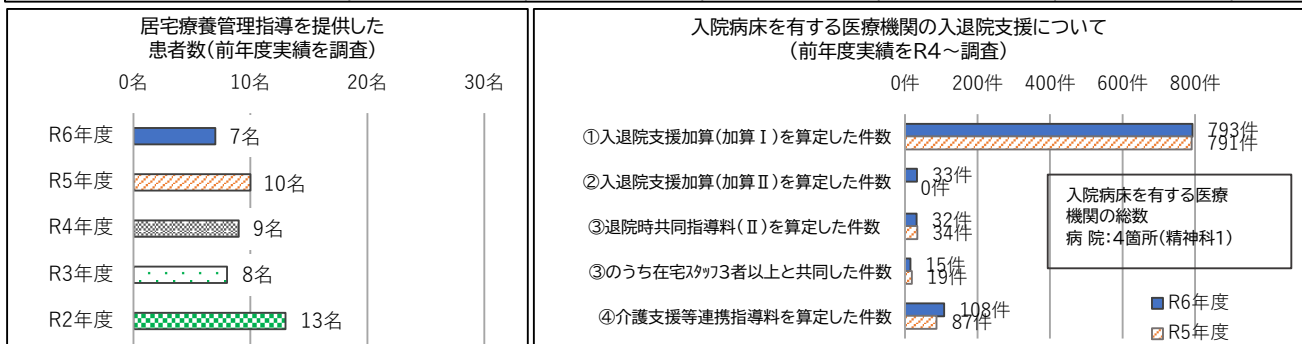 居宅療養管理指導を提供した
患者数(前年度実績を調査)
0名 10名 20名 30名
R6年度 7名
R5年度 10名
R4年度 9名
R3年度 8名
R2年度 13名
入院病床を有する医療機関の入退院支援について
(前年度実績をR4～調査)
0件 200件 400件 600件 800件
①入退院支援加算(加算Ⅰ)を算定した件数 793件
791件
②入退院支援加算(加算Ⅱ)を算定した件数 33件
0件
③退院時共同指導料(Ⅱ)を算定した件数 32件
34件
③のうち在宅ｽﾀｯﾌ3者以上と共同した件数 15件
19件
④介護支援等連携指導料を算定した件数 108件
87件
入院病床を有する医療
機関の総数
病 院：4箇所(精神科1)
R6年度
R5年度